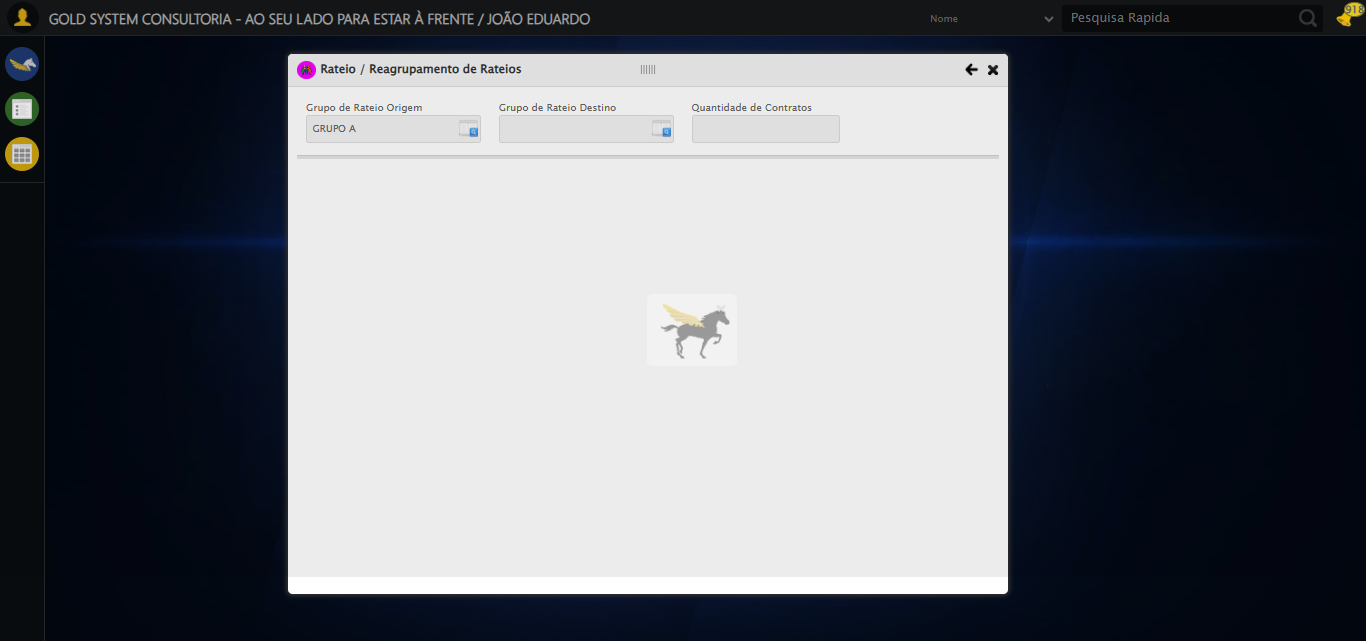 GOLD SYSTEM CONSULTORIA - AO SEU LADO PARA ESTAR À FRENTE / JOÃO EDUARDO
Nome
Pesquisa Rapida
918
Rateio / Reagrupamento de Rateios
Grupo de Rateio Origem
Grupo de Rateio Destino
Quantidade de Contratos
GRUPO A